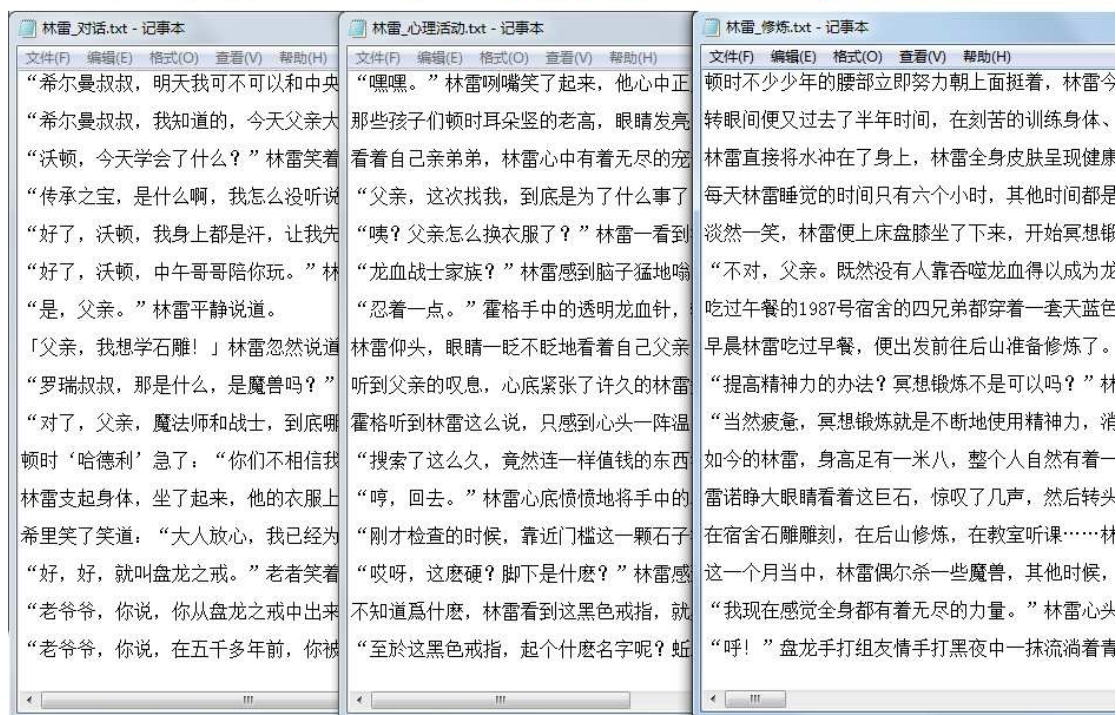 林雷_对话.txt - 记事本
文件(F) 编辑(E) 格式(O) 查看(V) 帮助(H)
“希尔曼叔叔，明天我可不可以和中央
“希尔曼叔叔，我知道的，今天父亲大
“沃顿，今天学会了什么？”林雷笑着
“传承之宝，是什么啊，我怎么没听说
“好了，沃顿，我身上都是汗，让我先
“好了，沃顿，中午哥哥陪你玩。”林
“是，父亲。”林雷平静说道。
「父亲，我想学石雕！」林雷忽然说道
“罗瑞叔叔，那是什么，是魔兽吗？”
“对了，父亲，魔法师和战士，到底哪
顿时‘哈德利’急了：“你们不相信我
林雷支起身体，坐了起来，他的衣服上
希里笑了笑道：“大人放心，我已经为
“好，好，就叫盘龙之戒。”老者笑着
“老爷爷，你说，你从盘龙之戒中出来
“老爷爷，你说，在五千多年前，你被
林雷_心理活动.txt - 记事本
文件(F) 编辑(E) 格式(O) 查看(V) 帮助(H)
“嘿嘿。”林雷咧嘴笑了起来，他心中正
那些孩子们顿时耳朵竖的老高，眼睛发亮
看着自己亲弟弟，林雷心中有着无尽的宠
“父亲，这次找我，到底是为了什么事了
“咦？父亲怎么换衣服了？”林雷一看到
“龙血战士家族？”林雷感到脑子猛地嗡
“忍着一点。”霍格手中的透明龙血针，
林雷仰头，眼睛一眨不眨地看着自己父亲
听到父亲的叹息，心底紧张了许久的林雷
霍格听到林雷这么说，只感到心头一阵温
“搜索了这么久，竟然连一样值钱的东西
“哼，回去。”林雷心底愤愤地将手中的
“刚才检查的时候，靠近门槛这一颗石子
“哎呀，这麽硬？脚下是什麽？”林雷感
不知道爲什麽，林雷看到这黑色戒指，就
“至於这黑色戒指，起个什麽名字呢？蚯
林雷_修炼.txt - 记事本
文件(F) 编辑(E) 格式(O) 查看(V) 帮助(H)
顿时不少少年的腰部立即努力朝上面挺着，林雷今
转眼间便又过去了半年时间，在刻苦的训练身体、
林雷直接将水冲在了身上，林雷全身皮肤呈现健康
每天林雷睡觉的时间只有六个小时，其他时间都是
淡然一笑，林雷便上床盘膝坐了下来，开始冥想锻
“不对，父亲。既然没有人靠吞噬龙血得以成为龙
吃过午餐的1987号宿舍的四兄弟都穿着一套天蓝色
早晨林雷吃过早餐，便出发前往后山准备修炼了。
“提高精神力的办法？冥想锻炼不是可以吗？”林
“当然疲惫，冥想锻炼就是不断地使用精神力，消
如今的林雷，身高足有一米八，整个人自然有着一
雷诺睁大眼睛看着这巨石，惊叹了几声，然后转头
在宿舍石雕雕刻，在后山修炼，在教室听课……林
这一个月当中，林雷偶尔杀一些魔兽，其他时候，
“我现在感觉全身都有着无尽的力量。”林雷心头
“呼！”盘龙手打组友情手打黑夜中一抹流淌着青